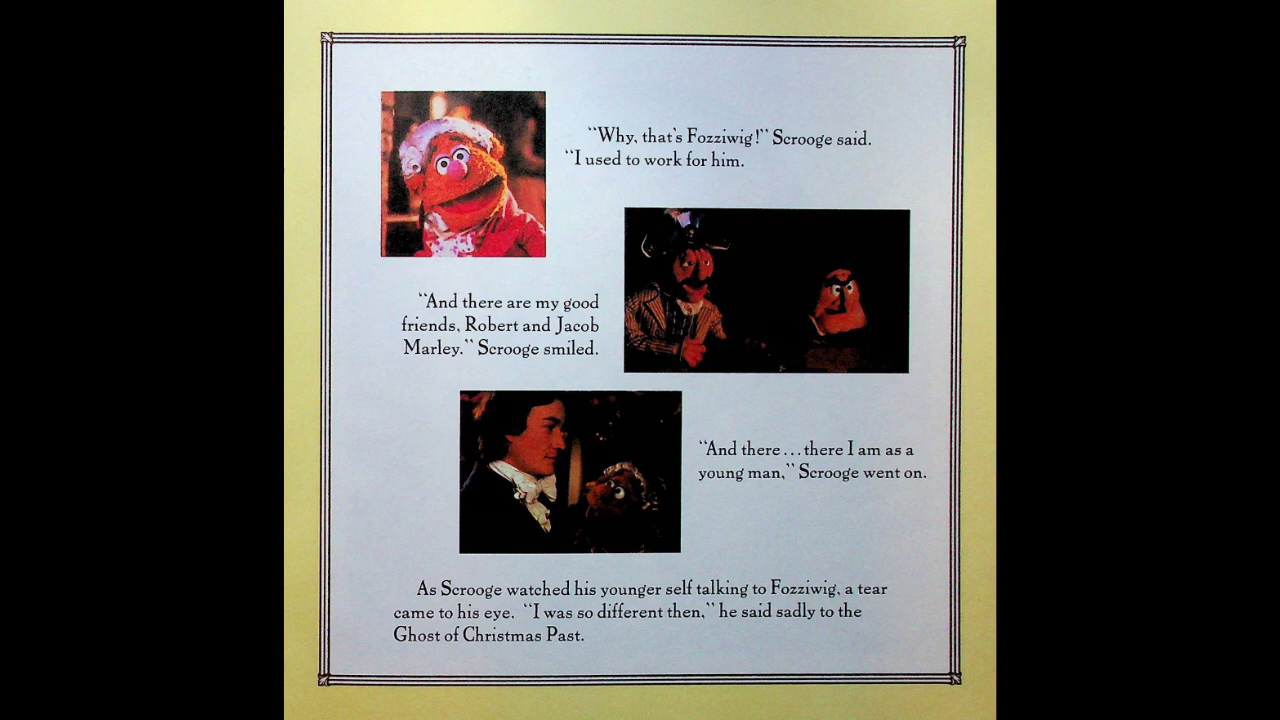 “Why, that's Fozziwig!” Scrooge said.
“I used to work for him.
“And there are my good
friends, Robert and Jacob
Marley.” Scrooge smiled.
“And there...there I am as a
young man,” Scrooge went on.
As Scrooge watched his younger self talking to Fozziwig, a tear
came to his eye. “I was so different then,” he said sadly to the
Ghost of Christmas Past.